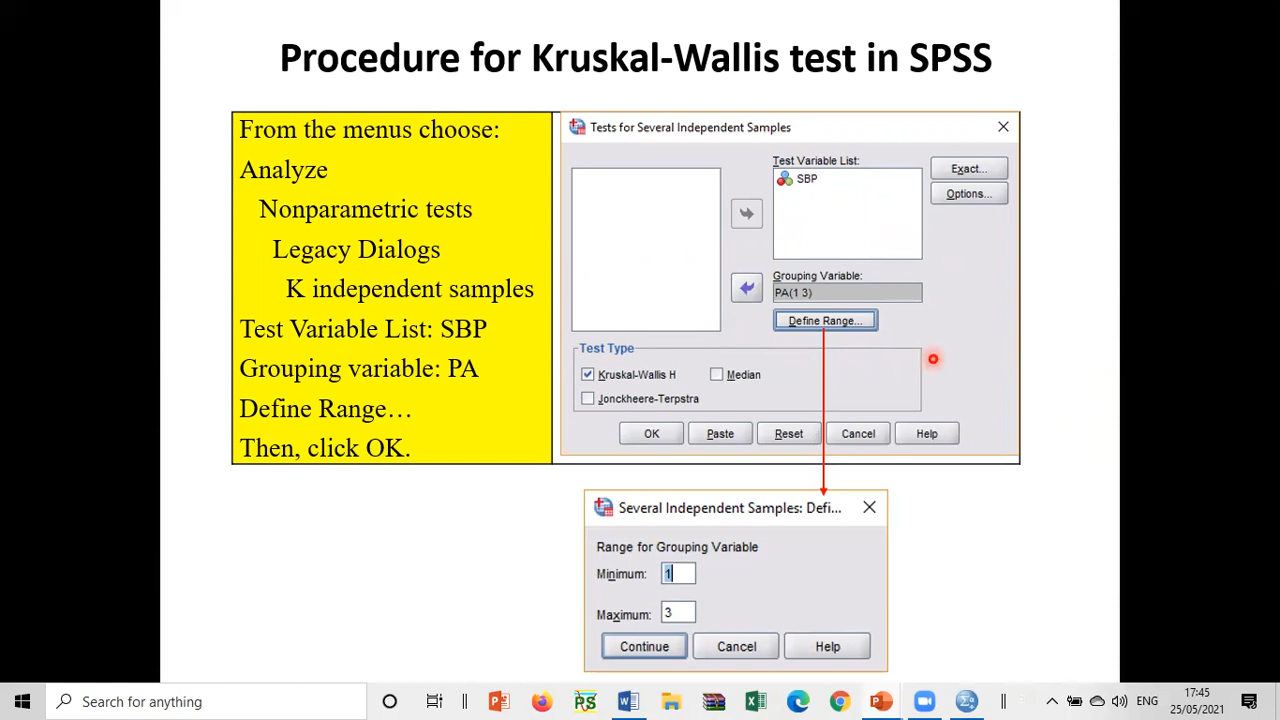 Procedure for Kruskal-Wallis test in SPSS
From the menus choose:
Analyze
Nonparametric tests
Legacy Dialogs
K independent samples
Test Variable List: SBP
Grouping variable: PA
Define Range…
Then, click OK.
Tests for Several Independent Samples
Test Variable List:
SBP
Exact...
Options...
Grouping Variable:
PA(1 3)
Define Range...
Test Type
Kruskal-Wallis H
Median
Jonckheere-Terpstra
OK
Paste
Reset
Cancel
Help
Several Independent Samples: Defi...
Range for Grouping Variable
Minimum: 1
Maximum: 3
Continue
Cancel
Help
Search for anything
ENG
17:45
25/05/2021